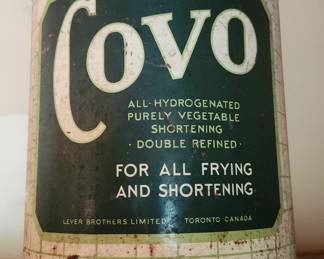 Covo
ALL-HYDROGENATED
PURELY VEGETABLE
SHORTENING
· DOUBLE REFINED ·
FOR ALL FRYING
AND SHORTENING
LEVER BROTHERS LIMITED TORONTO CANADA